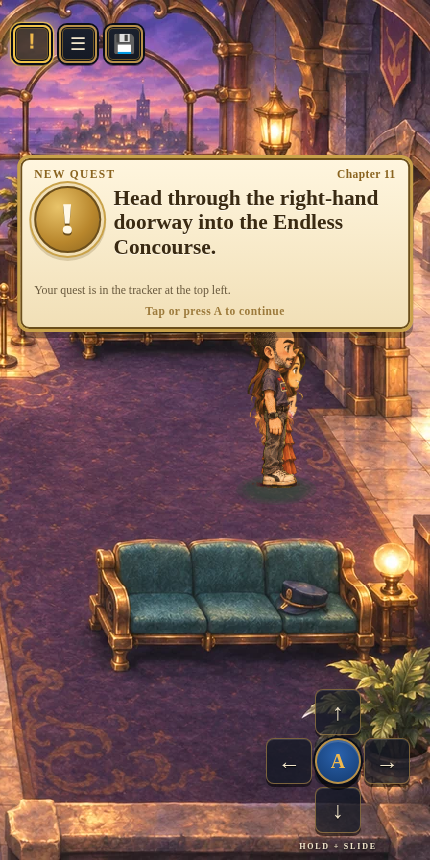 !
☰
NEW QUEST
Chapter 11
!
Head through the right-hand
doorway into the Endless
Concourse.
Your quest is in the tracker at the top left.
Tap or press A to continue
↑
←
A
→
↓
HOLD + SLIDE